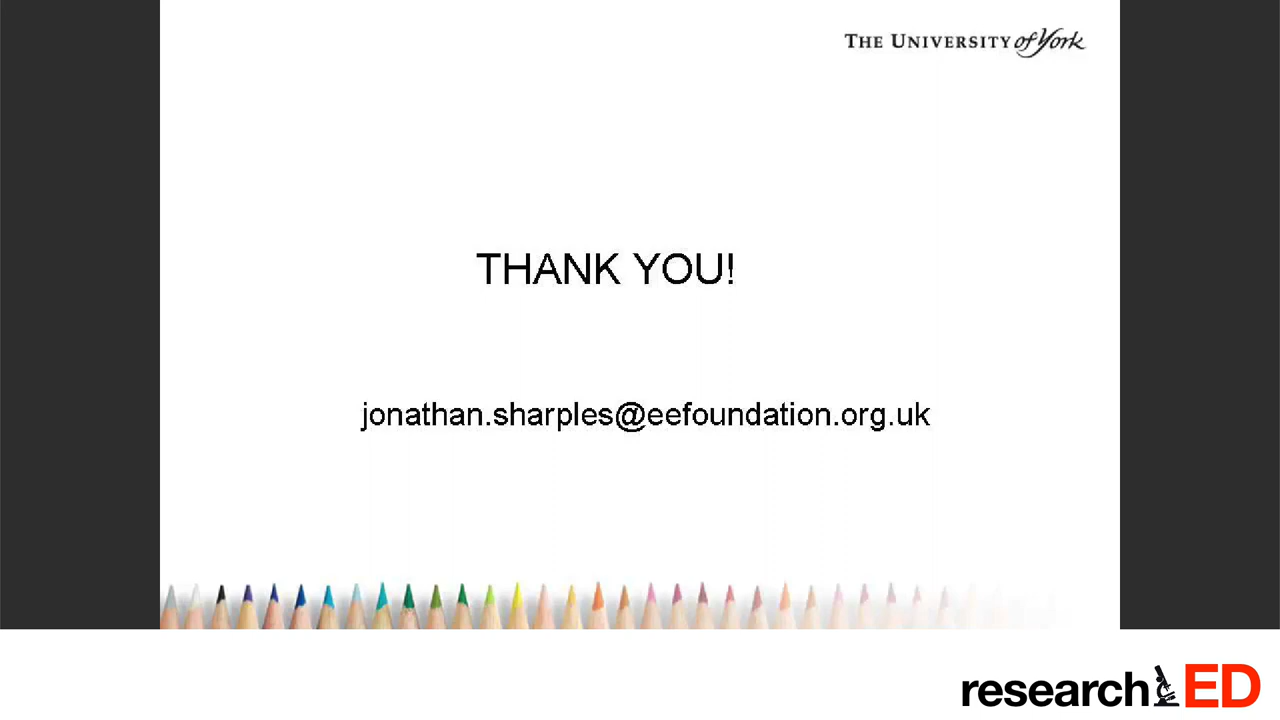 THE UNIVERSITY of York
THANK YOU!
jonathan.sharples@eefoundation.org.uk
researchED